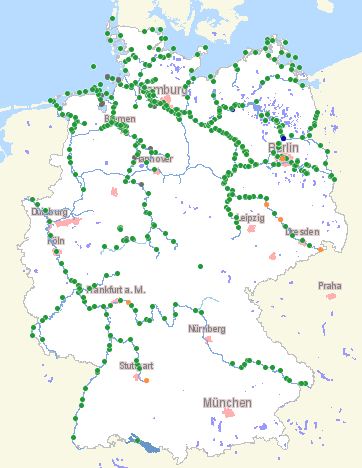 Hamburg
Bremen
Berlin
Hannover
Duisburg
Leipzig
Köln
Dresden
Frankfurt a. M.
Praha
Nürnberg
Stuttgart
München